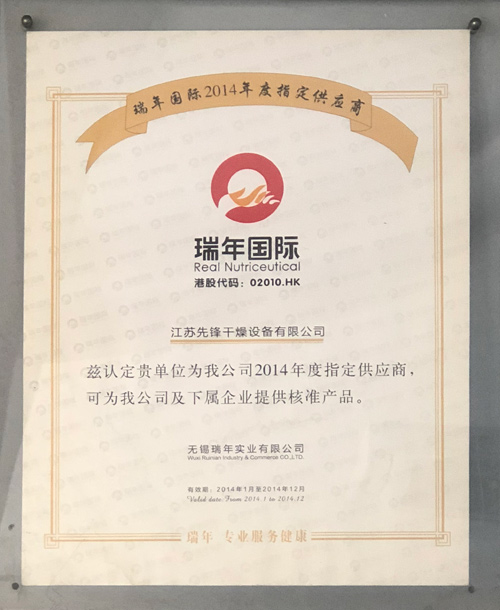 瑞年国际2014年度指定供应商
瑞年国际
Real Nutriceutical
港股代码：02010.HK
江苏先锋干燥设备有限公司
兹认定贵单位为我公司2014年度指定供应商，
可为我公司及下属企业提供核准产品。
无锡瑞年实业有限公司
Wuxi Ruinian Industry & Commerce CO.,LTD.
有效期：2014年1月至2014年12月
Valid date:From 2014.1 to 2014.12
瑞年 专业服务健康